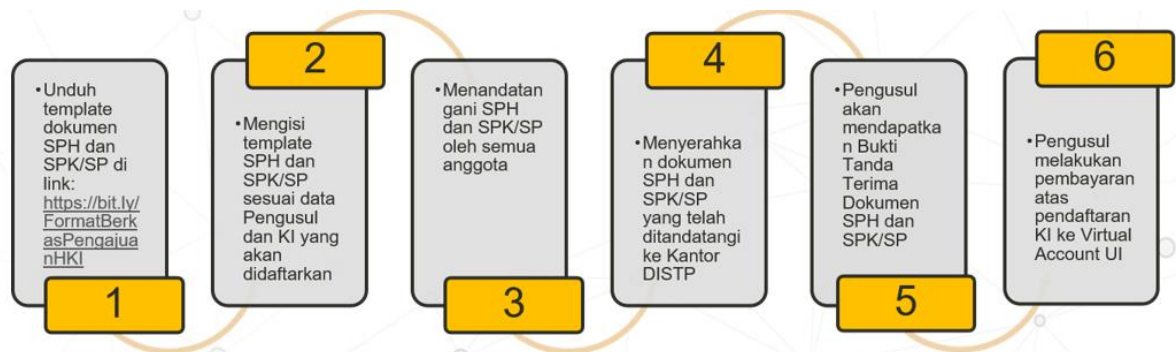 •Unduh
template
dokumen
SPH dan
SPK/SP di
link:
https://bit.ly/
FormatBerk
asPengajua
nHKI
1
2
•Mengisi
template
SPH dan
SPK/SP
sesuai data
Pengusul
dan KI yang
akan
didaftarkan
•Menandatan
gani SPH
dan SPK/SP
oleh semua
anggota
3
4
•Menyerahka
n dokumen
SPH dan
SPK/SP
yang telah
ditandatangi
ke Kantor
DISTP
•Pengusul
akan
mendapatka
n Bukti
Tanda
Terima
Dokumen
SPH dan
SPK/SP
5
6
•Pengusul
melakukan
pembayaran
atas
pendaftaran
KI ke Virtual
Account UI